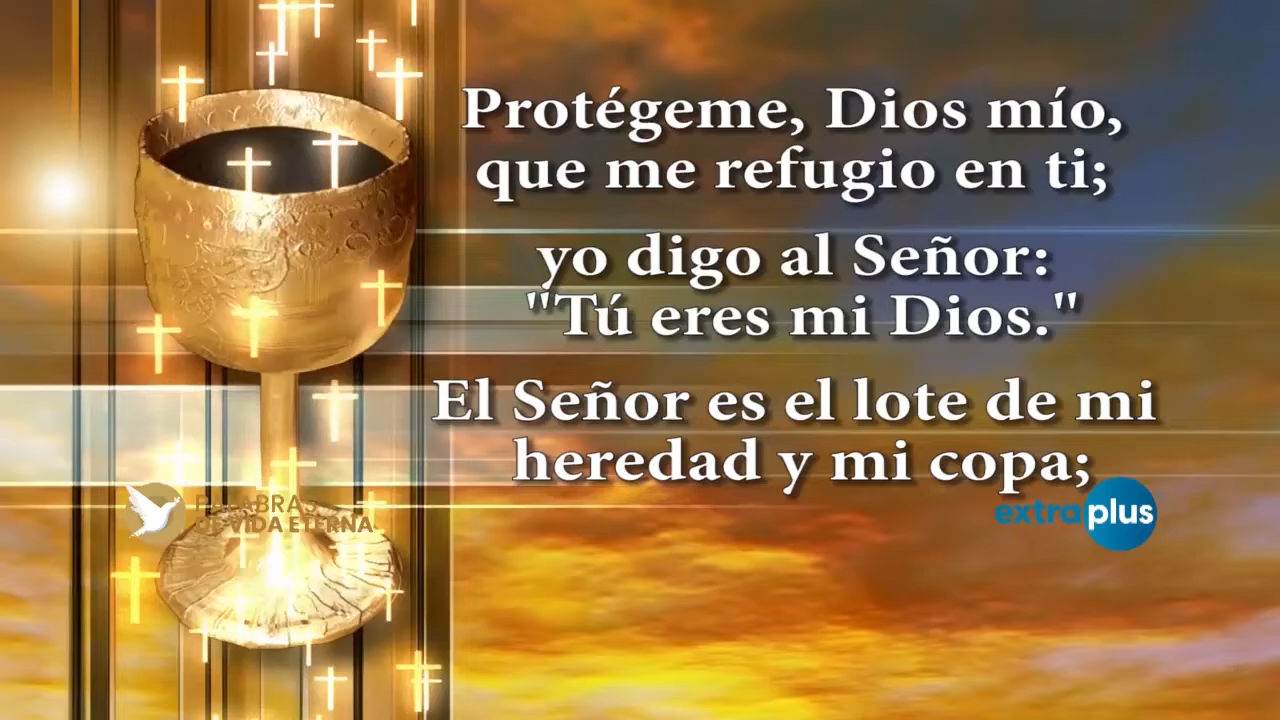 Protégeme, Dios mío,
que me refugio en ti;
yo digo al Señor:
"Tú eres mi Dios."
El Señor es el lote de mi
heredad y mi copa;
PALABRAS
DE VIDA ETERNA
extraplus